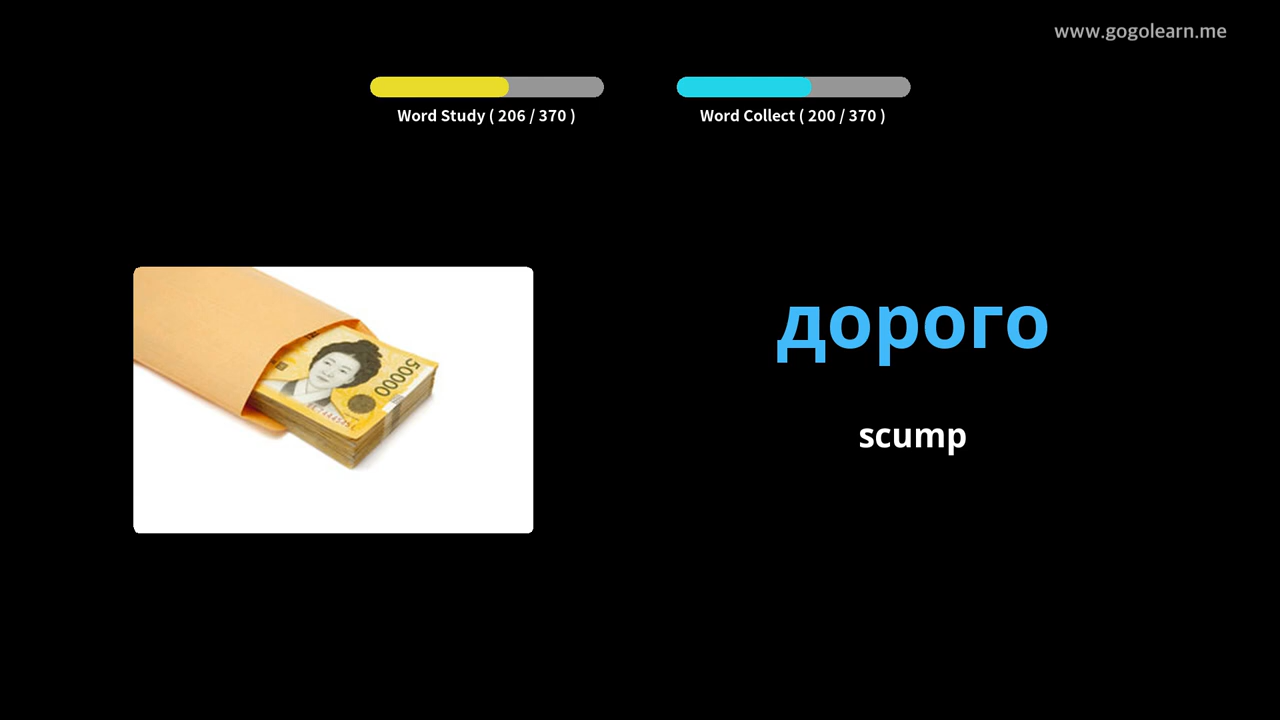 www.gogolearn.me
Word Study ( 206 / 370 )
Word Collect ( 200 / 370 )
50000
дорого
scump